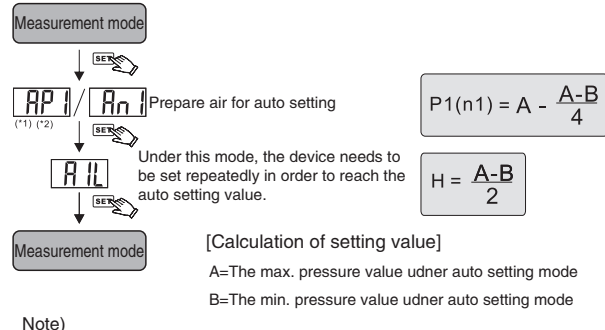 Measurement mode
SET
AP1 / An1 Prepare air for auto setting
(*1) (*2)
SET
A1L
Under this mode, the device needs to
be set repeatedly in order to reach the
auto setting value.
SET
Measurement mode
P1(n1) = A - A-B
4
H = A-B
2
[Calculation of setting value]
A=The max. pressure value udner auto setting mode
B=The min. pressure value udner auto setting mode
Note)